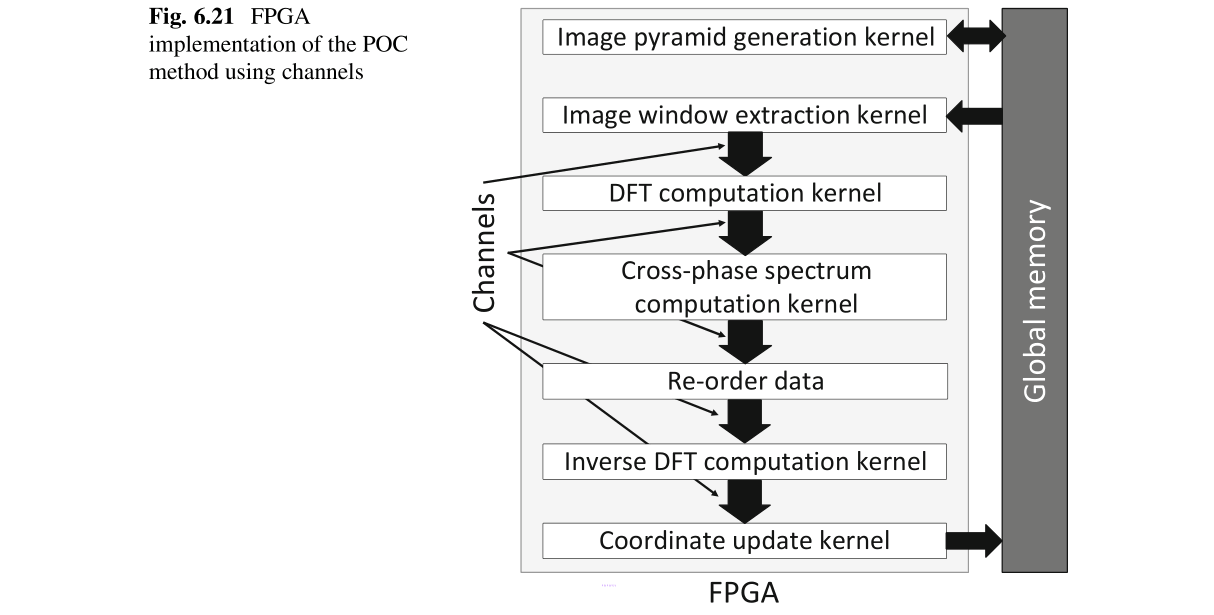 Fig. 6.21 FPGA
implementation of the POC
method using channels
Image pyramid generation kernel
Image window extraction kernel
DFT computation kernel
Cross-phase spectrum
computation kernel
Re-order data
Inverse DFT computation kernel
Coordinate update kernel
Channels
Global memory
FPGA